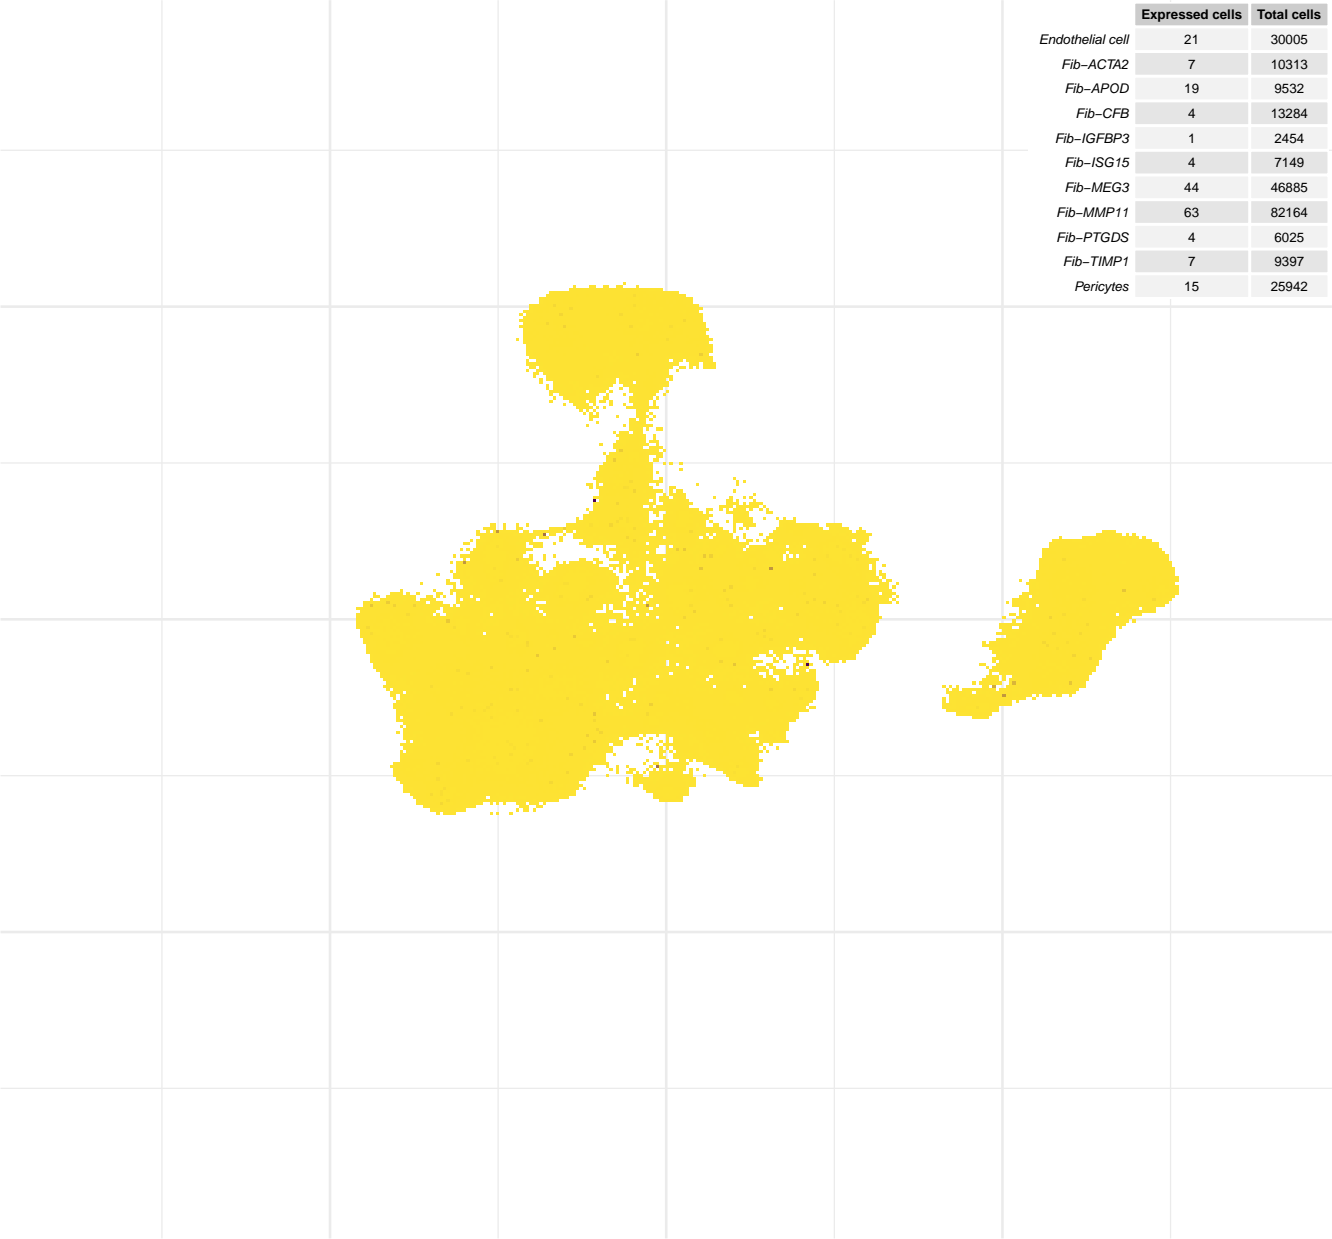 Expressed cells Total cells
Endothelial cell 21 30005
Fib−ACTA2 7 10313
Fib−APOD 19 9532
Fib−CFB 4 13284
Fib−IGFBP3 1 2454
Fib−ISG15 4 7149
Fib−MEG3 44 46885
Fib−MMP11 63 82164
Fib−PTGDS 4 6025
Fib−TIMP1 7 9397
Pericytes 15 25942